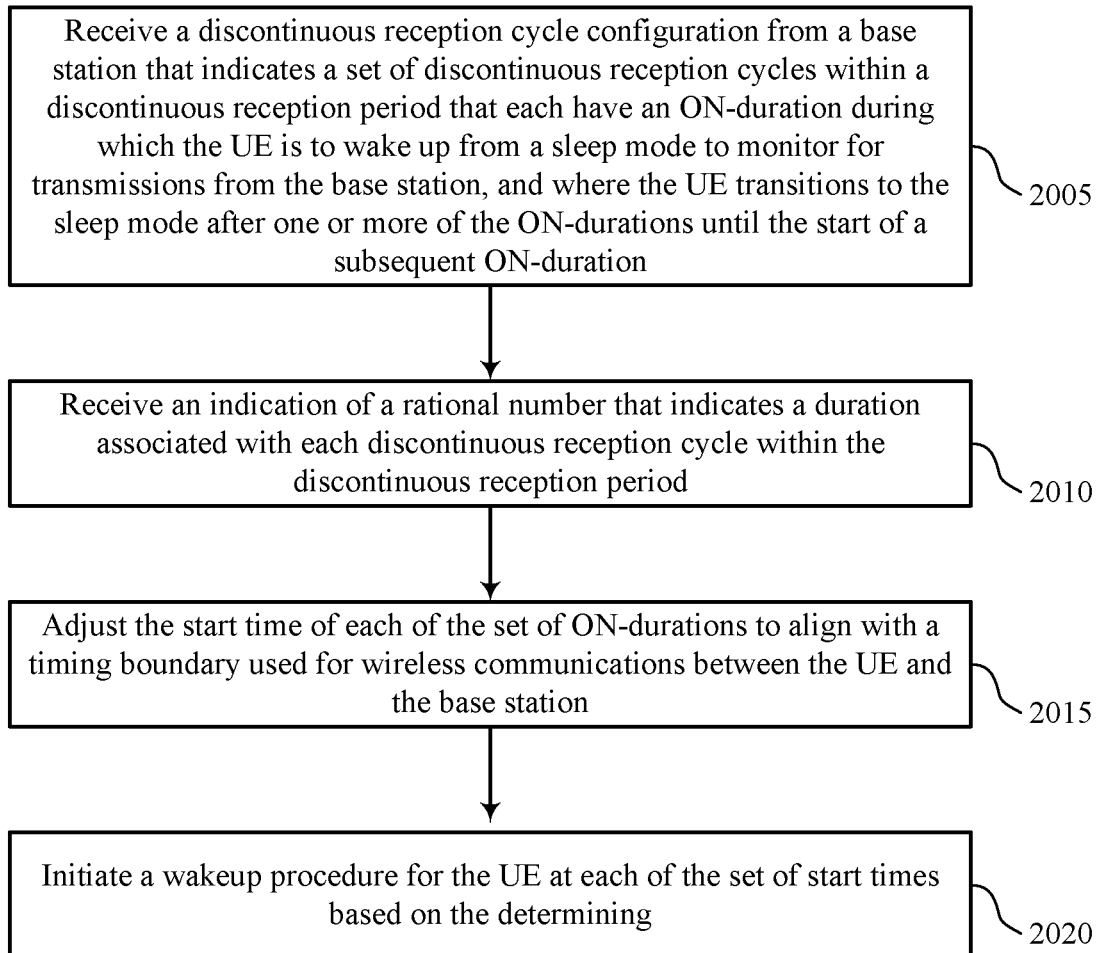 Receive a discontinuous reception cycle configuration from a base
station that indicates a set of discontinuous reception cycles within a
discontinuous reception period that each have an ON-duration during
which the UE is to wake up from a sleep mode to monitor for
transmissions from the base station, and where the UE transitions to the
sleep mode after one or more of the ON-durations until the start of a
subsequent ON-duration
2005
Receive an indication of a rational number that indicates a duration
associated with each discontinuous reception cycle within the
discontinuous reception period
2010
Adjust the start time of each of the set of ON-durations to align with a
timing boundary used for wireless communications between the UE and
the base station
2015
Initiate a wakeup procedure for the UE at each of the set of start times
based on the determining
2020